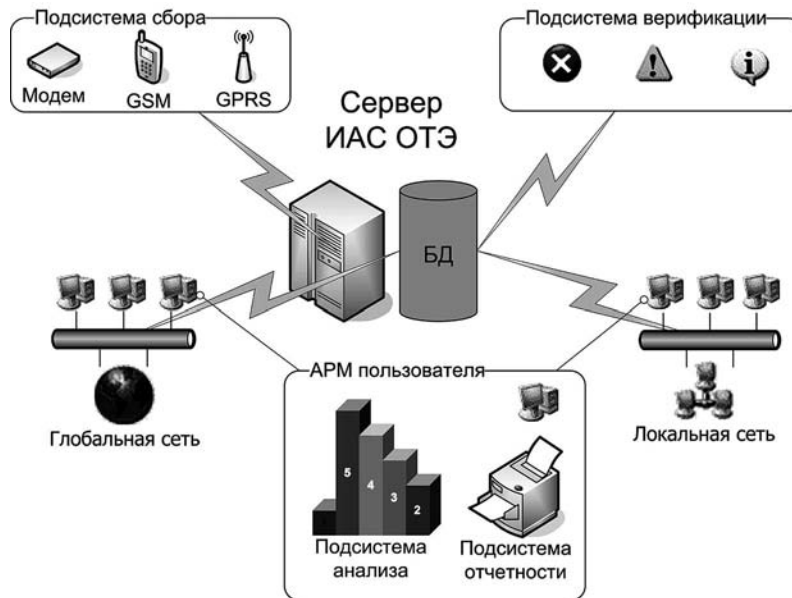 Подсистема сбора
Модем
GSM
GPRS
Подсистема верификации
Сервер
ИАС ОТЭ
БД
Глобальная сеть
Локальная сеть
АРМ пользователя
5
4
3
2
Подсистема
анализа
Подсистема
отчетности